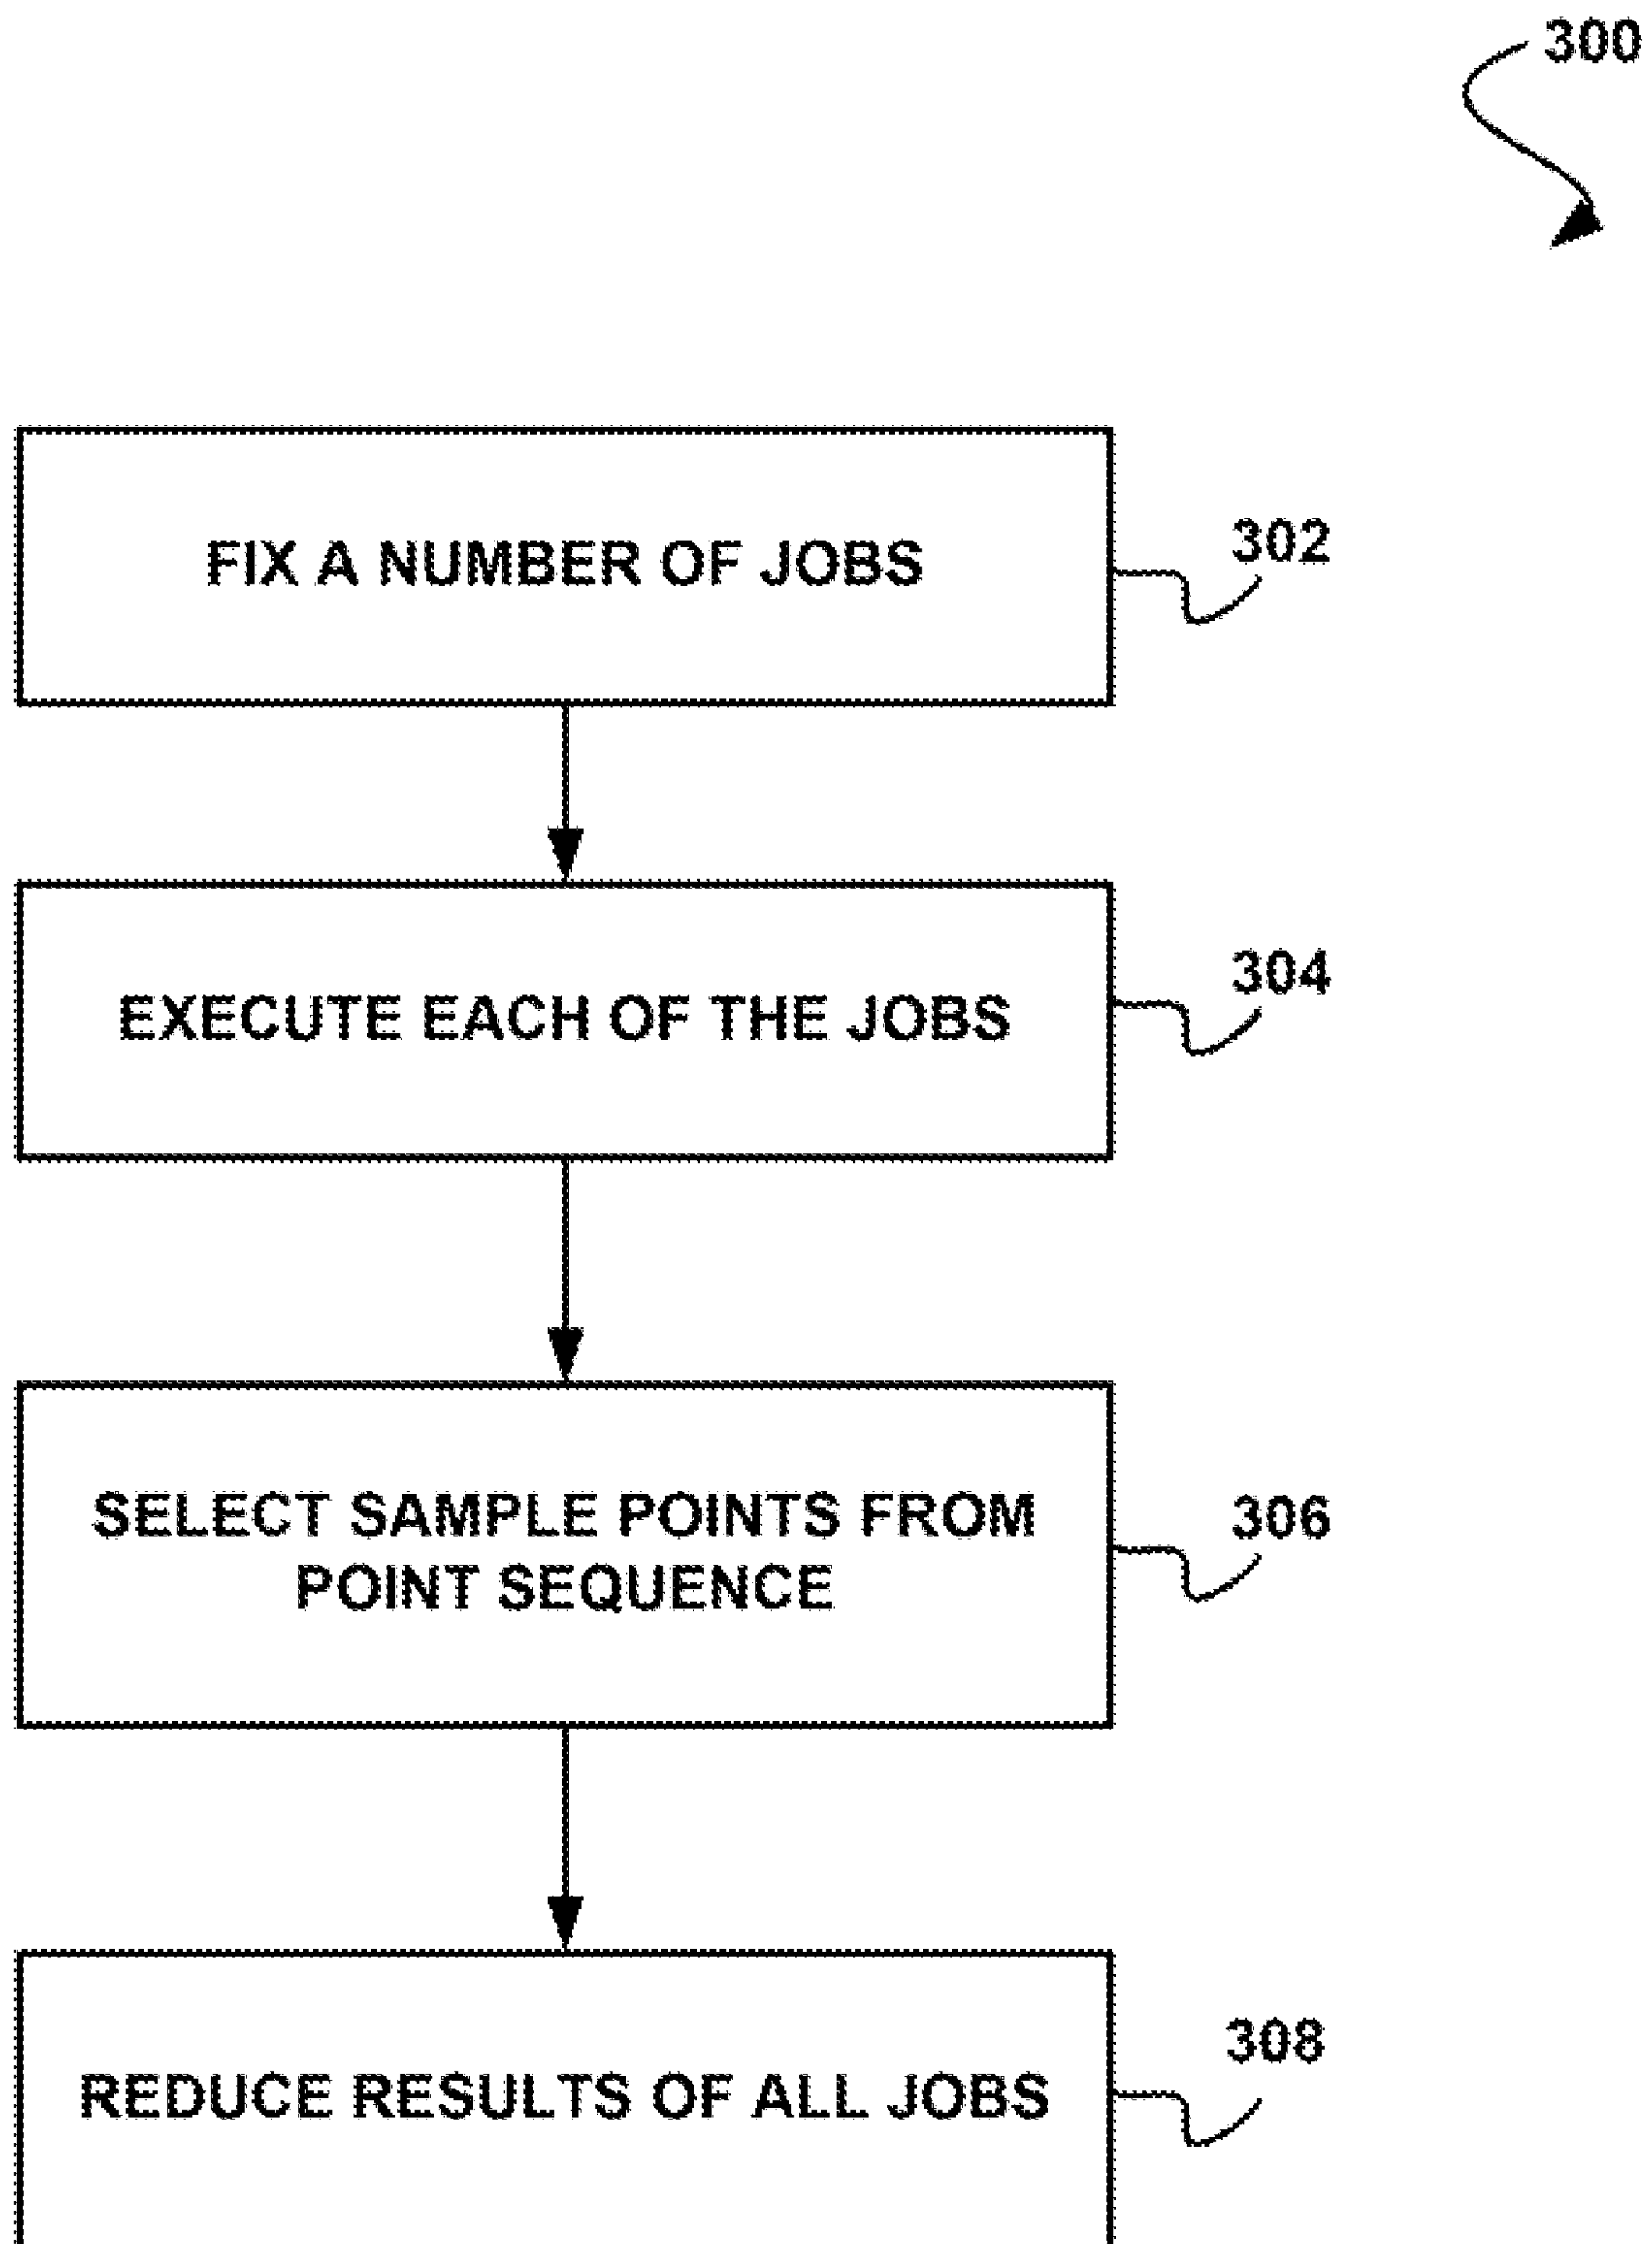 300
FIX A NUMBER OF JOBS
302
EXECUTE EACH OF THE JOBS
304
SELECT SAMPLE POINTS FROM
POINT SEQUENCE
306
REDUCE RESULTS OF ALL JOBS
308